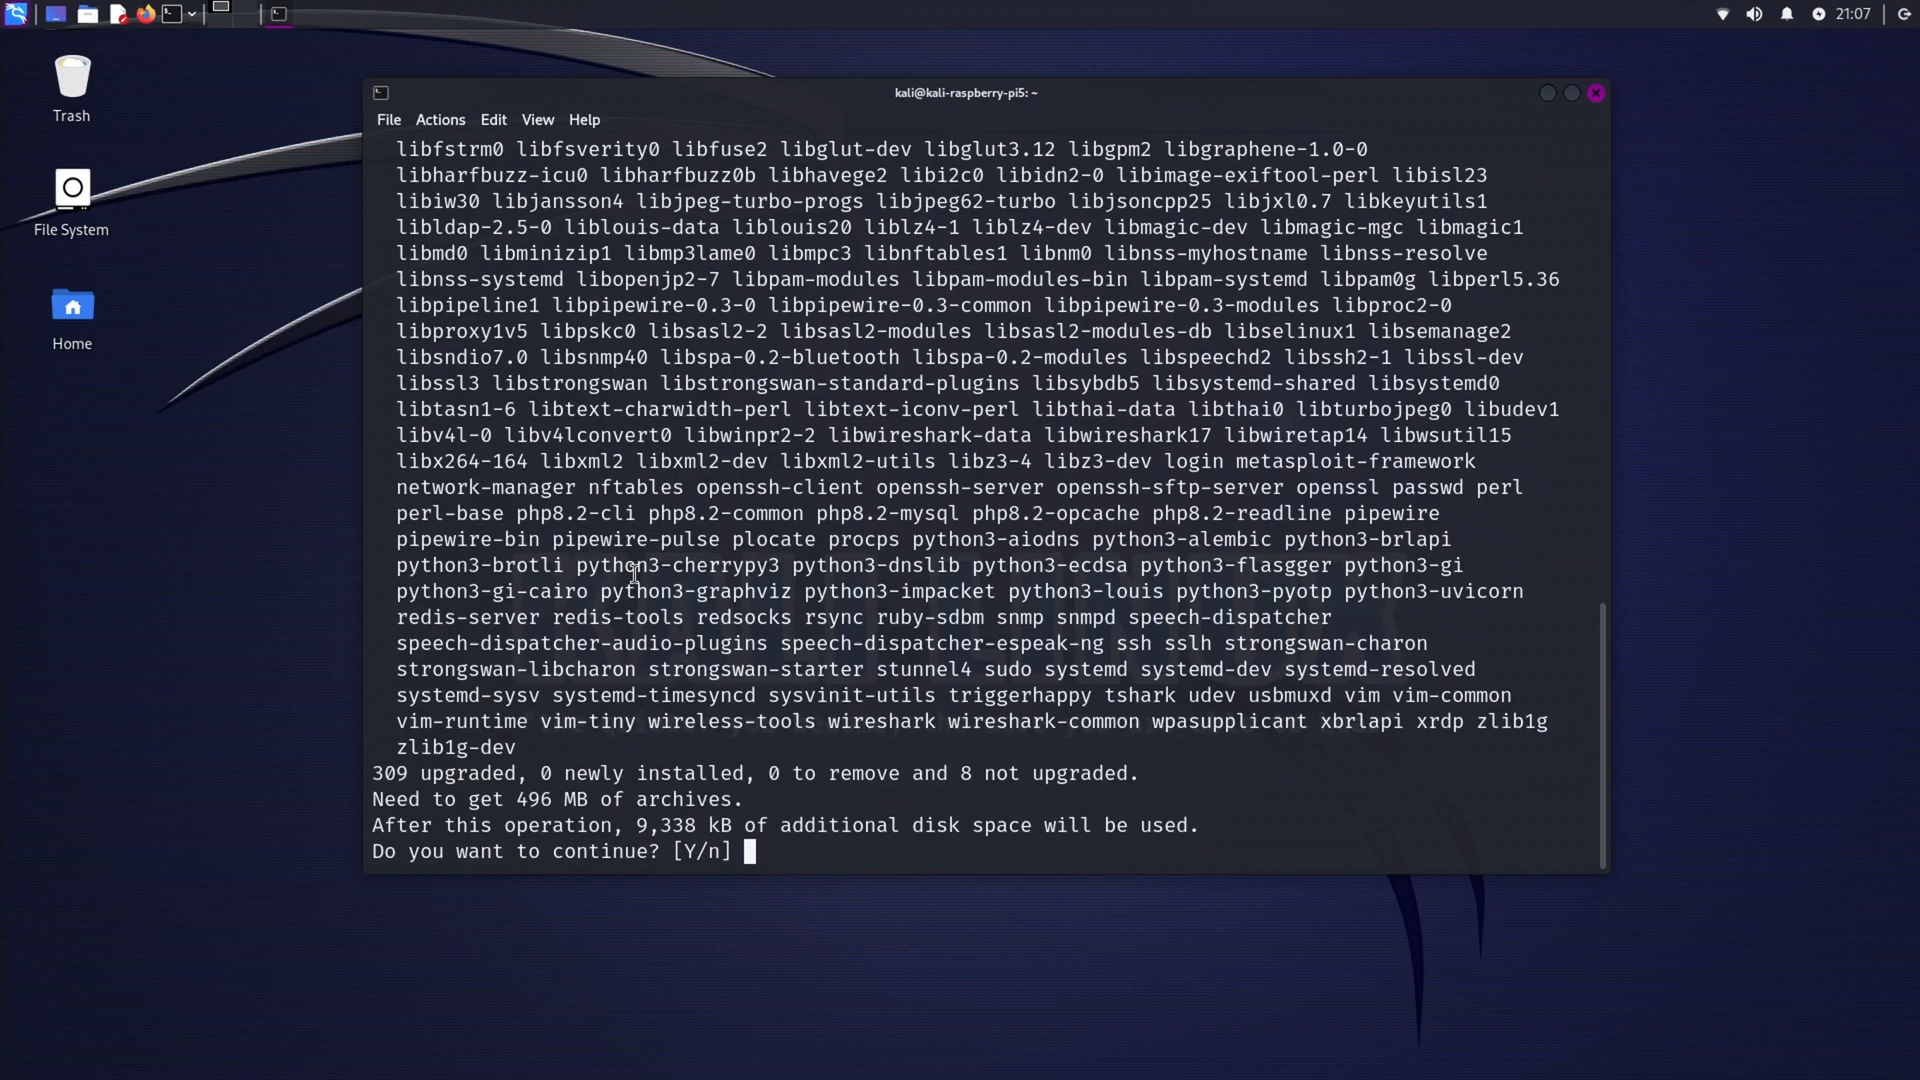 21:07
Trash
File System
Home
kali@kali-raspberry-pi5: ~
File Actions Edit View Help
libfstrm0 libfsverity0 libfuse2 libglut-dev libglut3.12 libgpm2 libgraphene-1.0-0
libharfbuzz-icu0 libharfbuzz0b libhavege2 libi2c0 libidn2-0 libimage-exiftool-perl libisl23
libiw30 libjansson4 libjpeg-turbo-progs libjpeg62-turbo libjsoncpp25 libjxl0.7 libkeyutils1
libldap-2.5-0 liblouis-data liblouis20 liblz4-1 liblz4-dev libmagic-dev libmagic-mgc libmagic1
libmd0 libminizip1 libmp3lame0 libmpc3 libnftables1 libnm0 libnss-myhostname libnss-resolve
libnss-systemd libopenjp2-7 libpam-modules libpam-modules-bin libpam-systemd libpam0g libperl5.36
libpipeline1 libpipewire-0.3-0 libpipewire-0.3-common libpipewire-0.3-modules libproc2-0
libproxy1v5 libpskc0 libsasl2-2 libsasl2-modules libsasl2-modules-db libselinux1 libsemanage2
libsndio7.0 libsnmp40 libspa-0.2-bluetooth libspa-0.2-modules libspeechd2 libssh2-1 libssl-dev
libssl3 libstrongswan libstrongswan-standard-plugins libsybdb5 libsystemd-shared libsystemd0
libtasn1-6 libtext-charwidth-perl libtext-iconv-perl libthai-data libthai0 libturbojpeg0 libudev1
libv4l-0 libv4lconvert0 libwinpr2-2 libwireshark-data libwireshark17 libwiretap14 libwsutil15
libx264-164 libxml2 libxml2-dev libxml2-utils libz3-4 libz3-dev login metasploit-framework
network-manager nftables openssh-client openssh-server openssh-sftp-server openssl passwd perl
perl-base php8.2-cli php8.2-common php8.2-mysql php8.2-opcache php8.2-readline pipewire
pipewire-bin pipewire-pulse plocate procps python3-aiodns python3-alembic python3-brlapi
python3-brotli python3-cherrypy3 python3-dnslib python3-ecdsa python3-flasgger python3-gi
python3-gi-cairo python3-graphviz python3-impacket python3-louis python3-pyotp python3-uvicorn
redis-server redis-tools redsocks rsync ruby-sdbm snmp snmpd speech-dispatcher
speech-dispatcher-audio-plugins speech-dispatcher-espeak-ng ssh sslh strongswan-charon
strongswan-libcharon strongswan-starter stunnel4 sudo systemd systemd-dev systemd-resolved
systemd-sysv systemd-timesyncd sysvinit-utils triggerhappy tshark udev usbmuxd vim vim-common
vim-runtime vim-tiny wireless-tools wireshark wireshark-common wpasupplicant xbrlapi xrdp zlib1g
zlib1g-dev
309 upgraded, 0 newly installed, 0 to remove and 8 not upgraded.
Need to get 496 MB of archives.
After this operation, 9,338 kB of additional disk space will be used.
Do you want to continue? [Y/n]